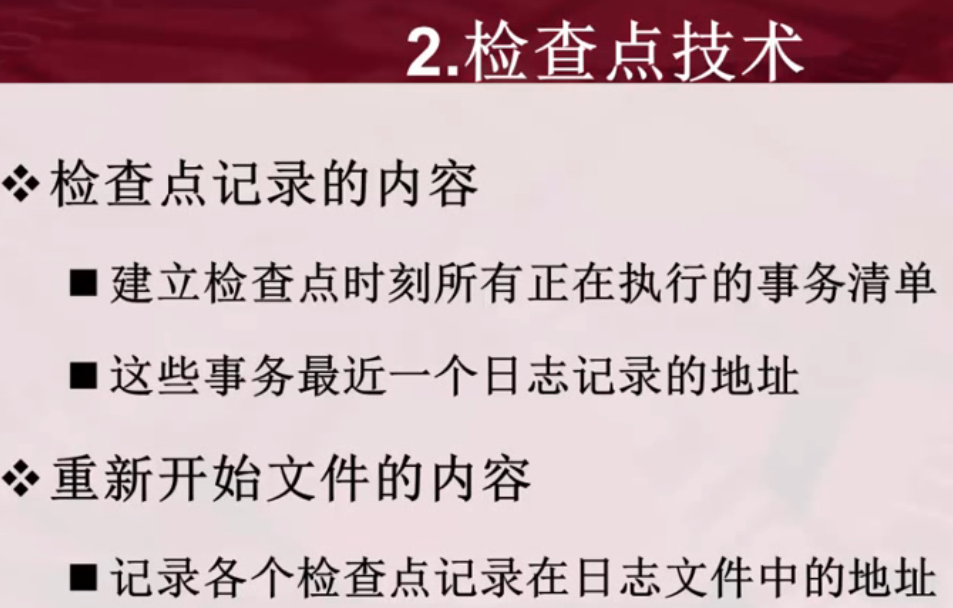 2.检查点技术
❖检查点记录的内容
■建立检查点时刻所有正在执行的事务清单
■这些事务最近一个日志记录的地址
❖重新开始文件的内容
■记录各个检查点记录在日志文件中的地址